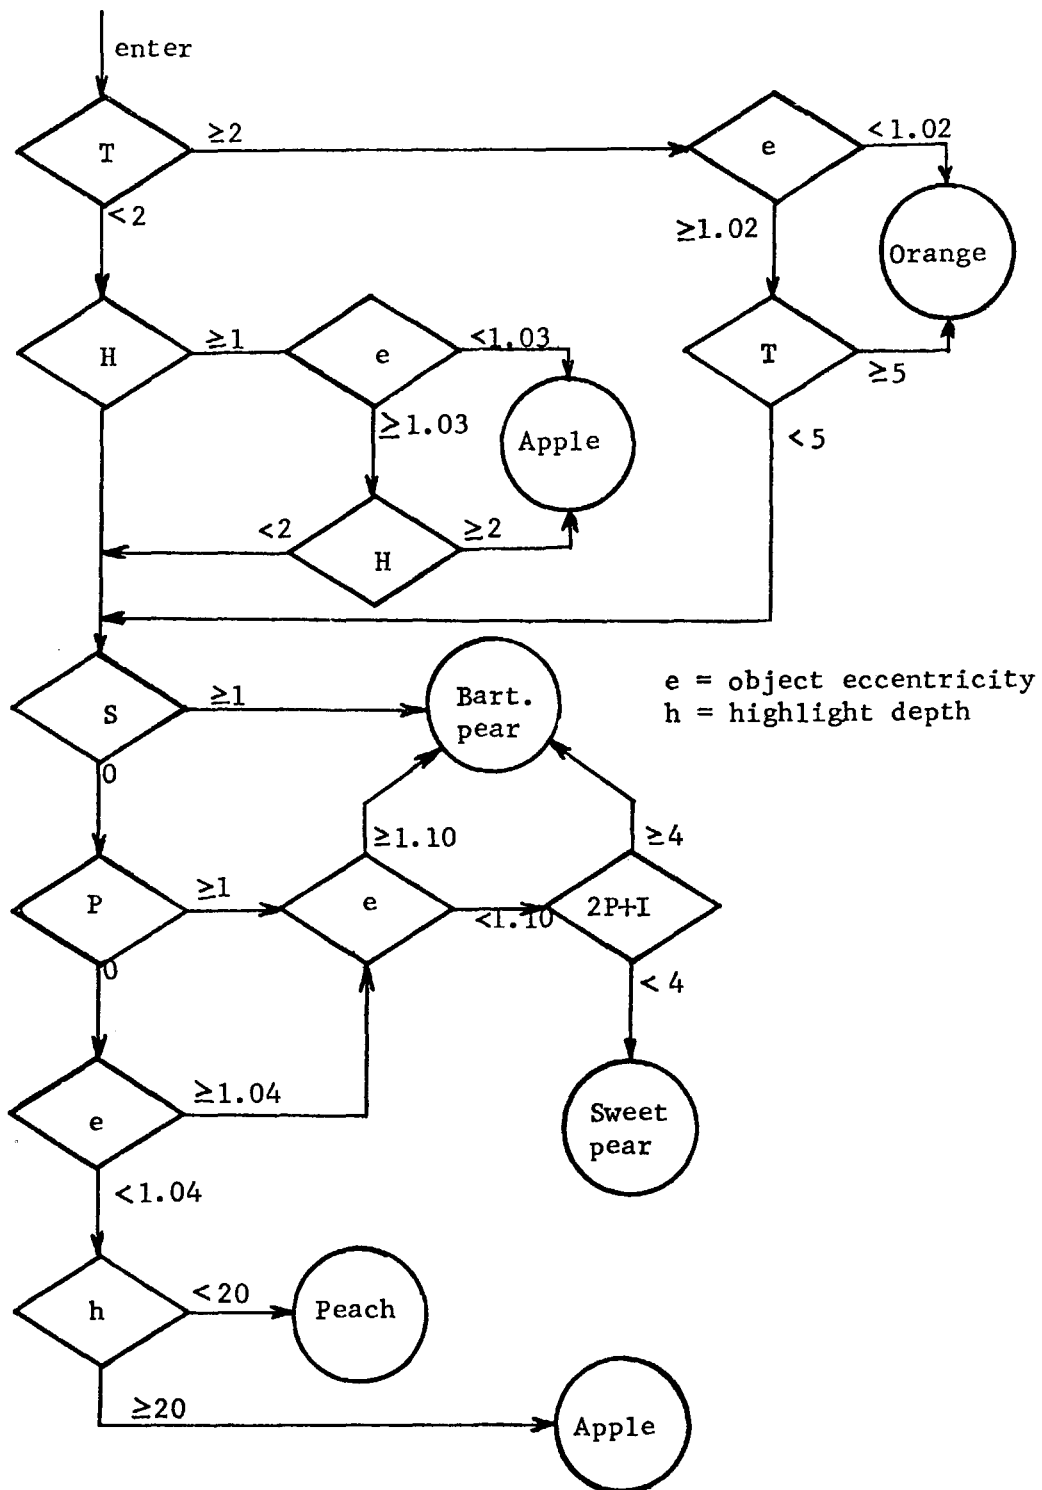 enter
T
≥2
e
<1.02
<2
≥1.02
Orange
H
≥1
e
<1.03
T
≥5
≥1.03
Apple
<5
<2
H
≥2
S
≥1
Bart.
pear
e = object eccentricity
h = highlight depth
0
≥1.10
≥4
P
≥1
e
<1.10
2P+I
0
<4
e
≥1.04
Sweet
pear
<1.04
h
<20
Peach
≥20
Apple